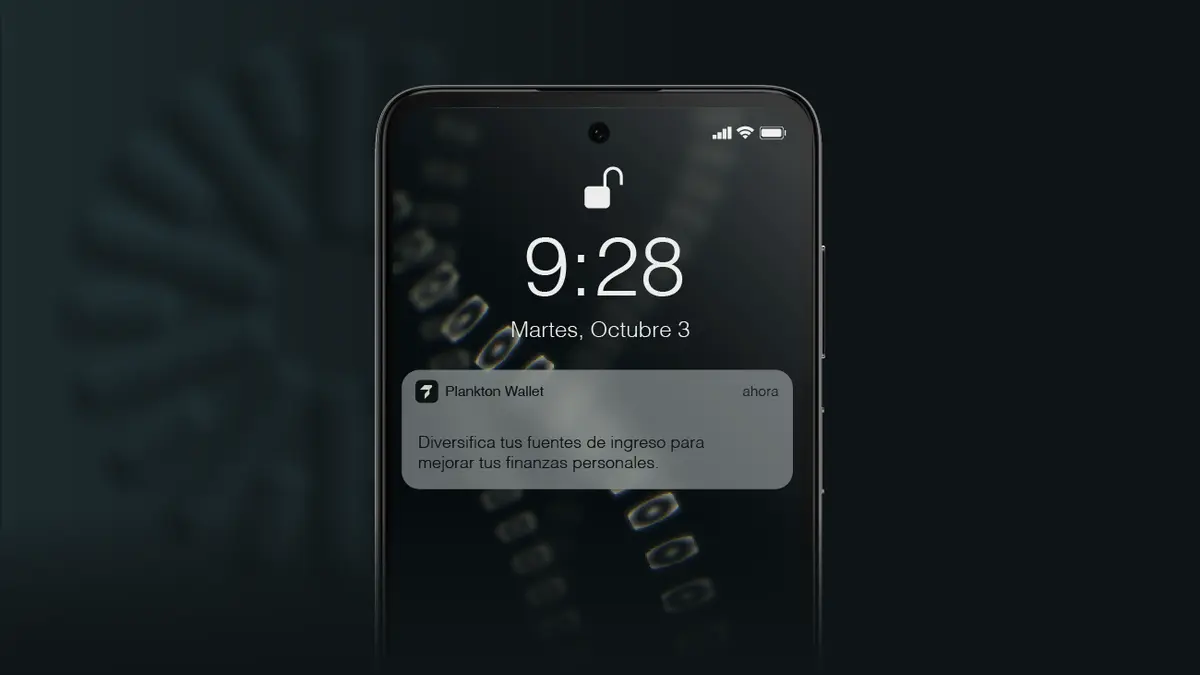 9:28
Martes, Octubre 3
Plankton Wallet
ahora
Diversifica tus fuentes de ingreso para
mejorar tus finanzas personales.